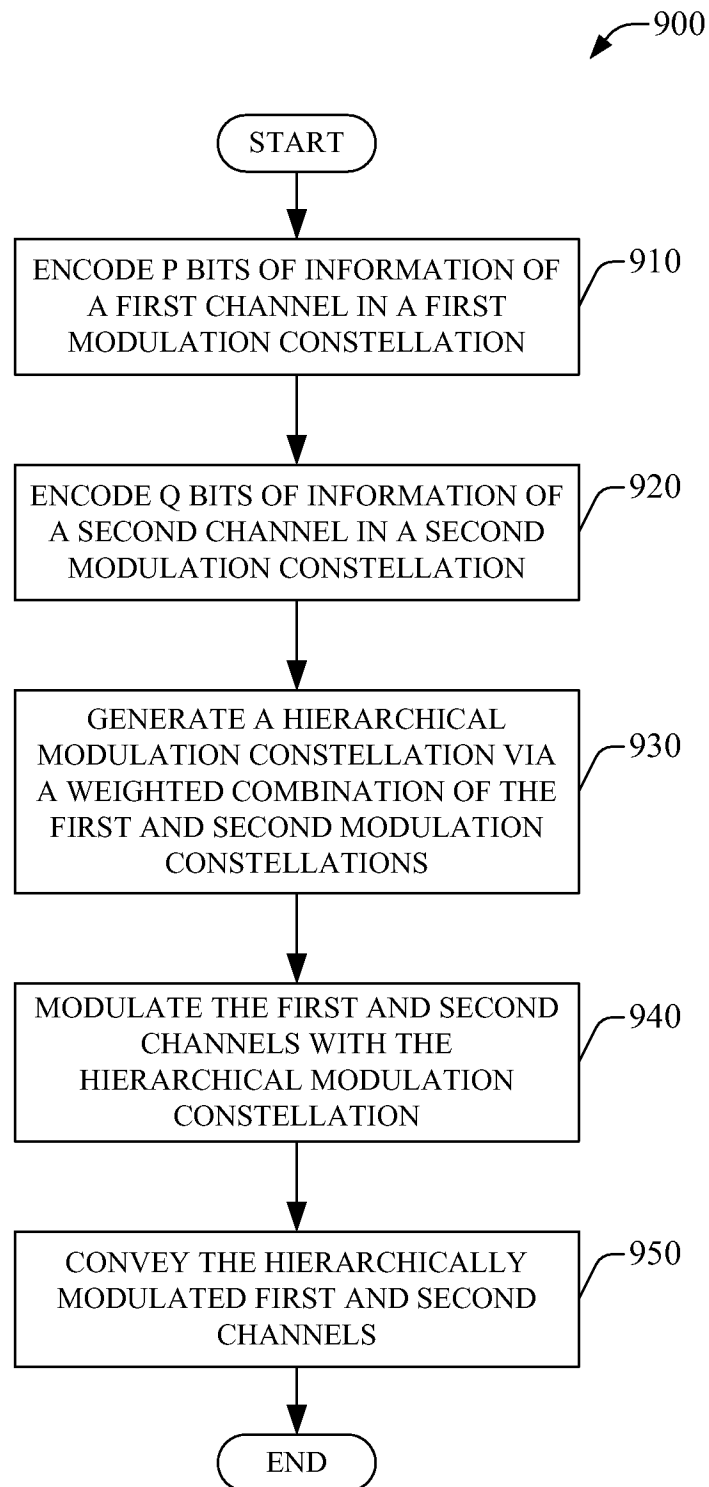 900
START
ENCODE P BITS OF INFORMATION OF
A FIRST CHANNEL IN A FIRST
MODULATION CONSTELLATION
910
ENCODE Q BITS OF INFORMATION OF
A SECOND CHANNEL IN A SECOND
MODULATION CONSTELLATION
920
GENERATE A HIERARCHICAL
MODULATION CONSTELLATION VIA
A WEIGHTED COMBINATION OF THE
FIRST AND SECOND MODULATION
CONSTELLATIONS
930
MODULATE THE FIRST AND SECOND
CHANNELS WITH THE
HIERARCHICAL MODULATION
CONSTELLATION
940
CONVEY THE HIERARCHICALLY
MODULATED FIRST AND SECOND
CHANNELS
950
END